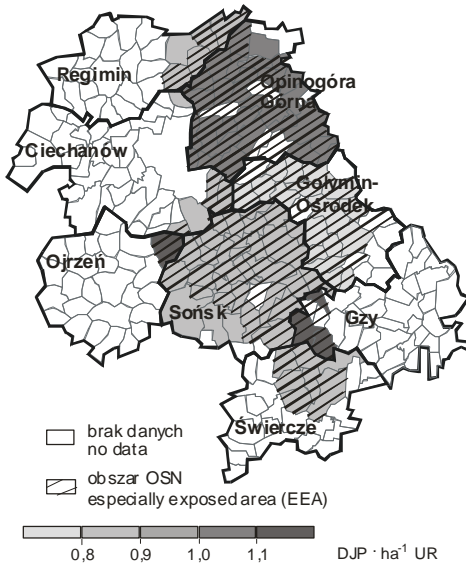 Regimin
Opinogóra
Górna
Ciechanów
Gołymin-
Ośrodek
Ojrzeń
Sońsk
Gzy
Świercze
brak danych
no data
obszar OSN
especially exposed area (EEA)
0,8 0,9 1,0 1,1 DJP · ha⁻¹ UR